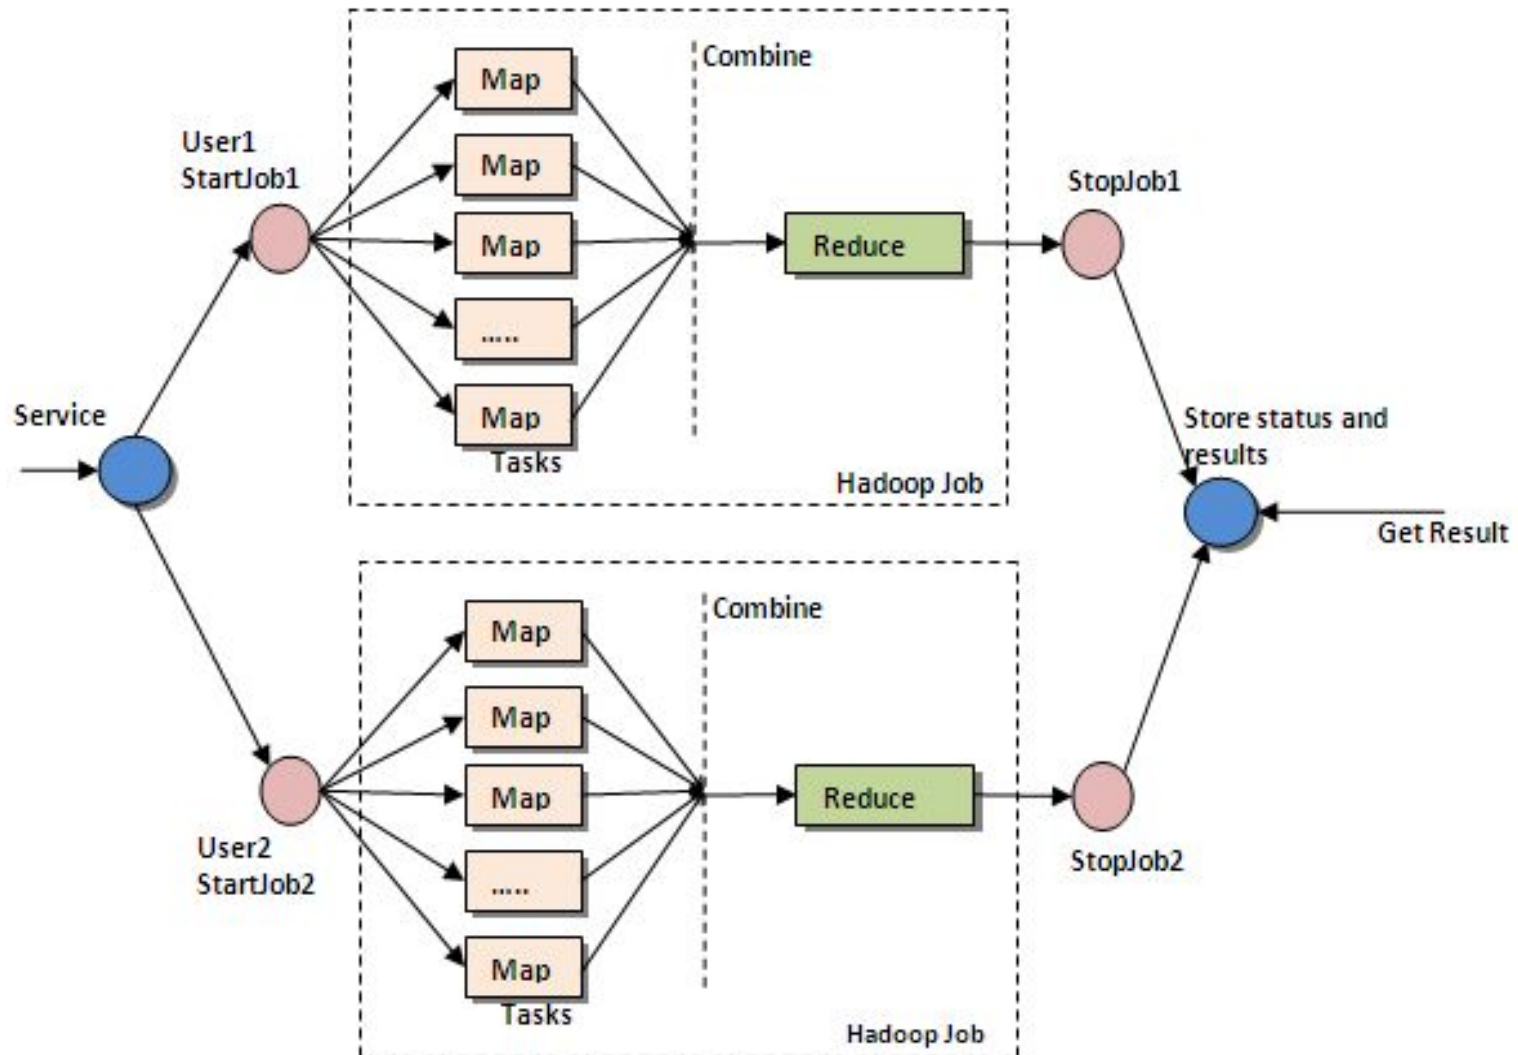 Combine
Map
Map
Map
.....
Map
Tasks
User1
StartJob1
Reduce
StopJob1
Hadoop Job
Service
Store status and
results
Get Result
Combine
Map
Map
Map
.....
Map
Tasks
User2
StartJob2
Reduce
StopJob2
Hadoop Job